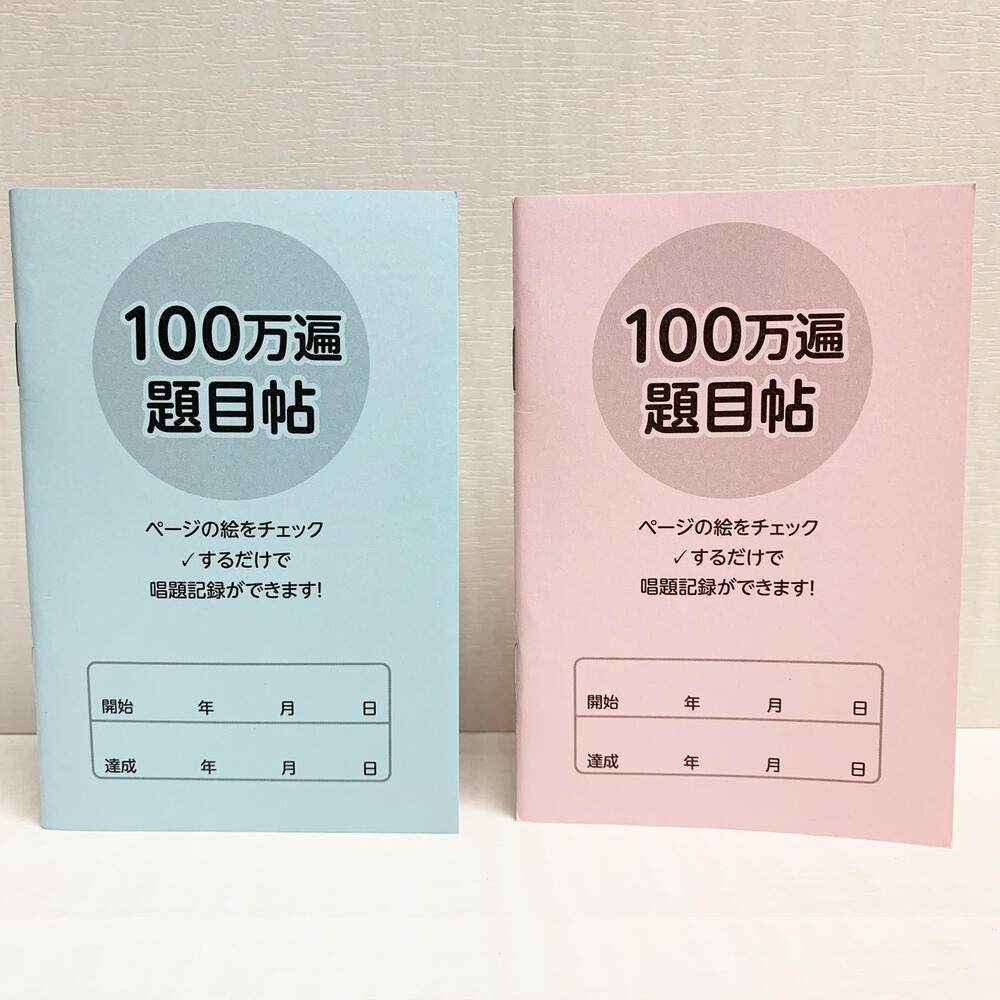 100万遍
題目帖
ページの絵をチェック
✓するだけで
唱題記録ができます!
開始 年 月 日
達成 年 月 日
100万遍
題目帖
ページの絵をチェック
✓するだけで
唱題記録ができます!
開始 年 月 日
達成 年 月 日